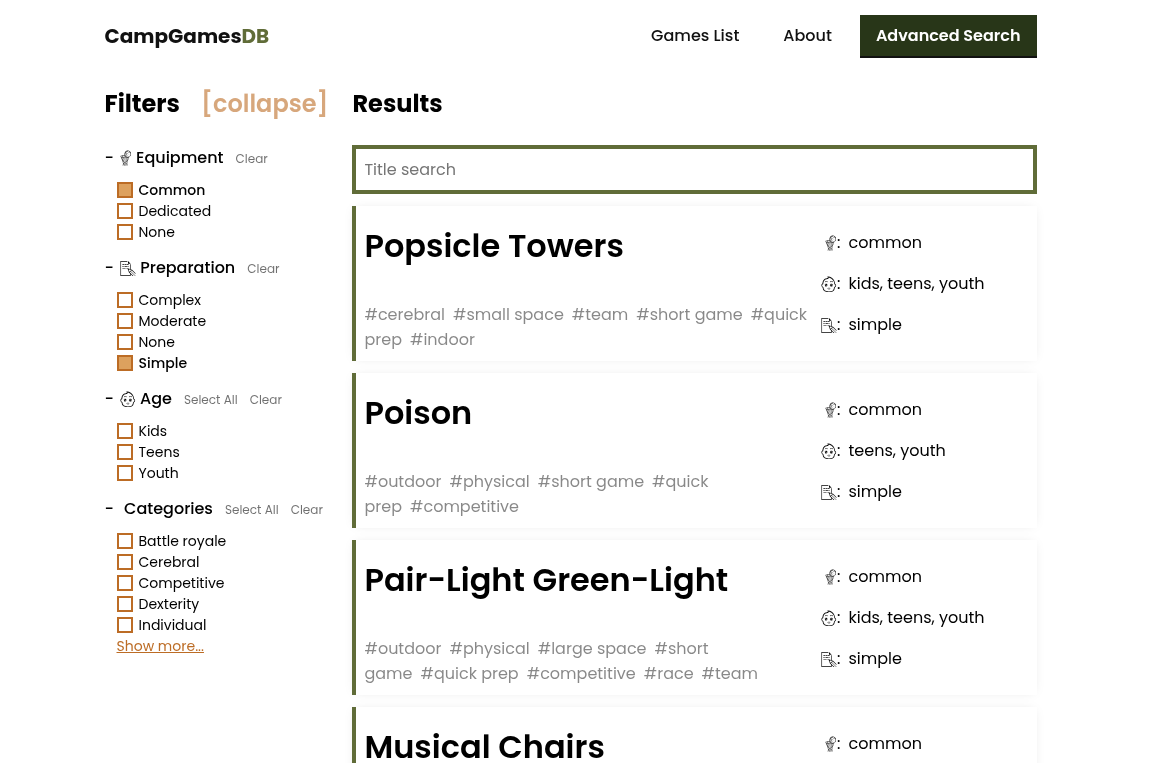 CampGamesDB
Games List
About
Advanced Search
Filters
[collapse]
Results
- Equipment Clear
Common
Dedicated
None
- Preparation Clear
Complex
Moderate
None
Simple
- Age Select All Clear
Kids
Teens
Youth
- Categories Select All Clear
Battle royale
Cerebral
Competitive
Dexterity
Individual
Show more...
Title search
Popsicle Towers
#cerebral #small space #team #short game #quick
prep #indoor
: common
: kids, teens, youth
: simple
Poison
#outdoor #physical #short game #quick
prep #competitive
: common
: teens, youth
: simple
Pair-Light Green-Light
#outdoor #physical #large space #short
game #quick prep #competitive #race #team
: common
: kids, teens, youth
: simple
Musical Chairs
: common